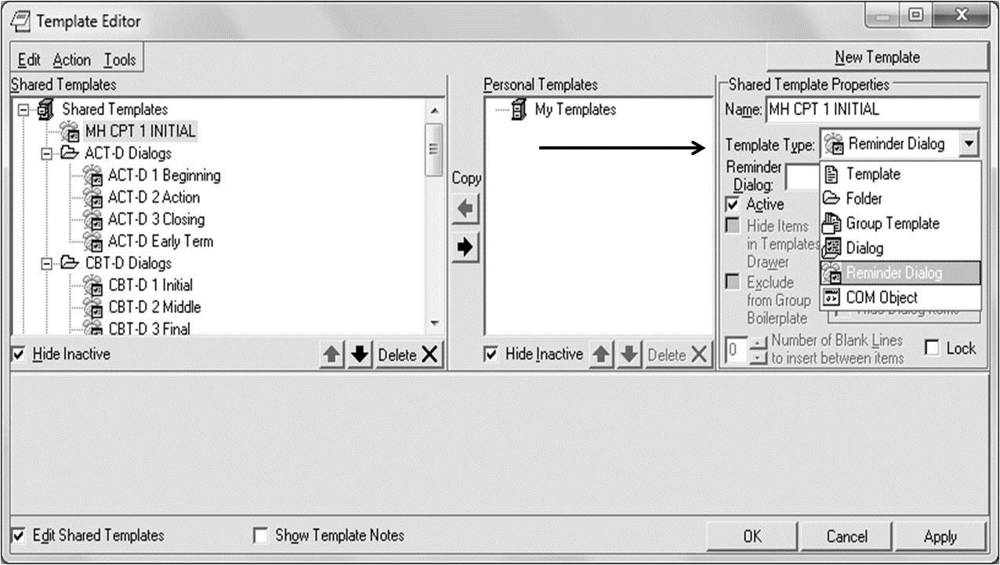 Template Editor
Edit Action Tools
New Template
Shared Templates
Shared Templates
MH CPT 1 INITIAL
ACT-D Dialogs
ACT-D 1 Beginning
ACT-D 2 Action
ACT-D 3 Closing
ACT-D Early Term
CBT-D Dialogs
CBT-D 1 Initial
CBT-D 2 Middle
CBT-D 3 Final
Hide Inactive
Delete
Copy
Personal Templates
My Templates
Hide Inactive
Delete
Shared Template Properties
Name: MH CPT 1 INITIAL
Template Type: Reminder Dialog
Template
Folder
Group Template
Dialog
Reminder Dialog
COM Object
Reminder
Dialog:
Active
Hide Items
in Templates
Drawer
Exclude
from Group
Boilerplate
Hide Dialog Items
0 Number of Blank Lines
to insert between items
Lock
Edit Shared Templates
Show Template Notes
OK
Cancel
Apply